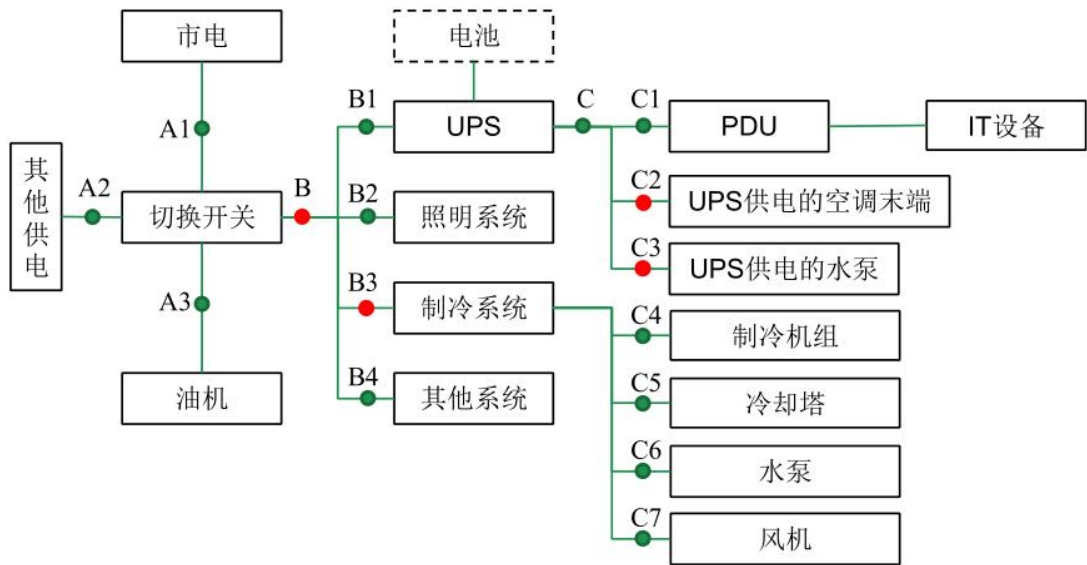 市电
电池
A1
B1
UPS
C
C1
PDU
IT设备
其他供电
A2
切换开关
B
B2
照明系统
C2
UPS供电的空调末端
C3
UPS供电的水泵
A3
B3
制冷系统
C4
制冷机组
油机
B4
其他系统
C5
冷却塔
C6
水泵
C7
风机